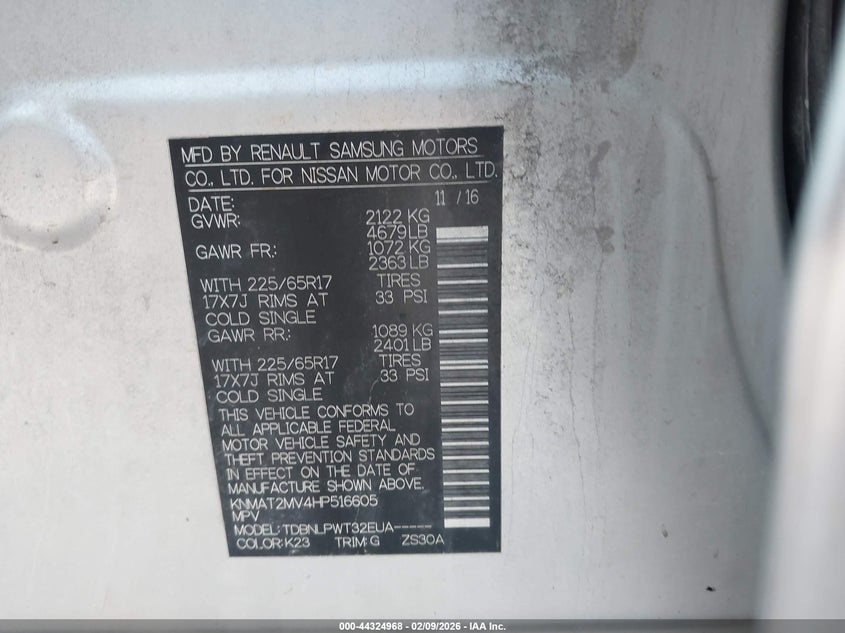 MFD BY RENAULT SAMSUNG MOTORS
CO., LTD. FOR NISSAN MOTOR CO., LTD.
DATE: 11 / 16
GVWR: 2122 KG
4679 LB
GAWR FR.: 1072 KG
2363 LB
WITH 225/65R17 TIRES
17X7J RIMS AT 33 PSI
COLD SINGLE
GAWR RR.: 1089 KG
2401 LB
WITH 225/65R17 TIRES
17X7J RIMS AT 33 PSI
COLD SINGLE
THIS VEHICLE CONFORMS TO
ALL APPLICABLE FEDERAL
MOTOR VEHICLE SAFETY AND
THEFT PREVENTION STANDARDS
IN EFFECT ON THE DATE OF
MANUFACTURE SHOWN ABOVE.
KNMAT2MV4HP516605
MPV
MODEL: TDBNLPWT32EUA-----
COLOR:K23 TRIM:G ZS30A
000-44324968 - 02/09/2026 - IAA Inc.